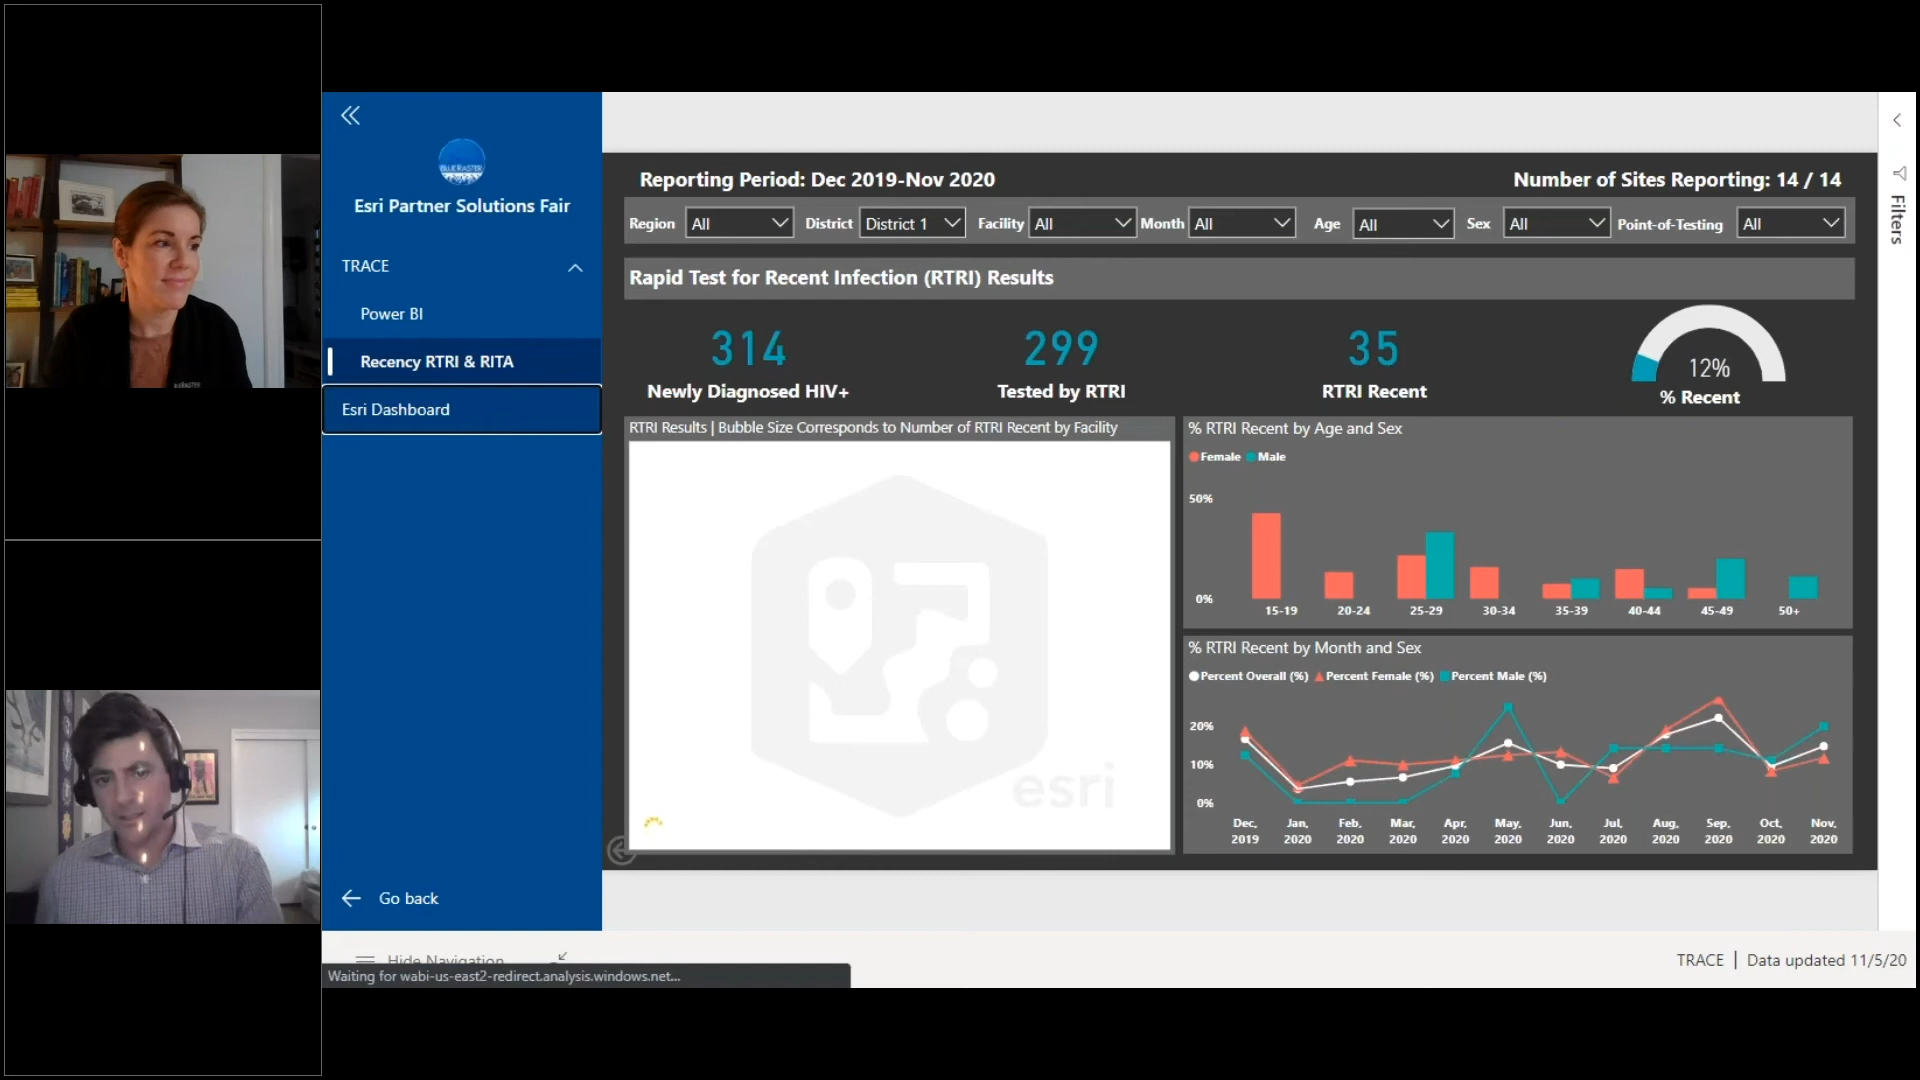 BLUE RASTER
Esri Partner Solutions Fair
TRACE
Power BI
Recency RTRI & RITA
Esri Dashboard
Go back
Hide Navigation
Waiting for wabi-us-east2-redirect.analysis.windows.net...
Reporting Period: Dec 2019-Nov 2020
Number of Sites Reporting: 14 / 14
Region All District District 1 Facility All Month All Age All Sex All Point-of-Testing All
Rapid Test for Recent Infection (RTRI) Results
314
Newly Diagnosed HIV+
299
Tested by RTRI
35
RTRI Recent
12%
% Recent
RTRI Results | Bubble Size Corresponds to Number of RTRI Recent by Facility
esri
% RTRI Recent by Age and Sex
Female Male
50%
0%
15-19 20-24 25-29 30-34 35-39 40-44 45-49 50+
% RTRI Recent by Month and Sex
Percent Overall (%) Percent Female (%) Percent Male (%)
20%
10%
0%
Dec, Jan, Feb, Mar, Apr, May, Jun, Jul, Aug, Sep, Oct, Nov,
2019 2020 2020 2020 2020 2020 2020 2020 2020 2020 2020 2020
Filters
TRACE | Data updated 11/5/20